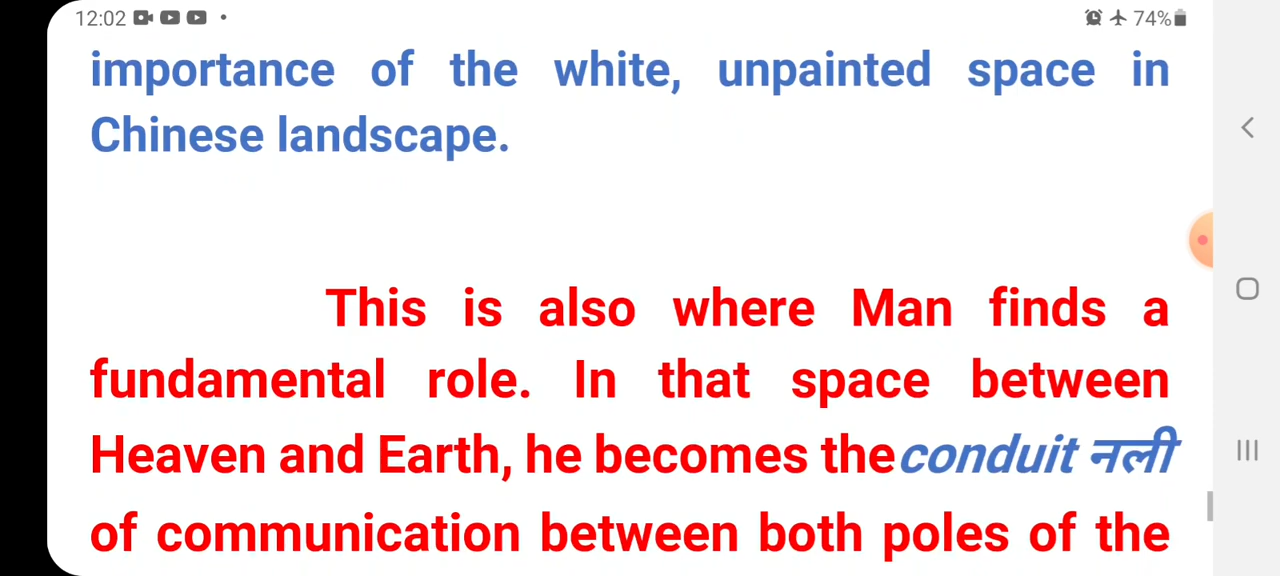 12:02
74%
importance of the white, unpainted space in
Chinese landscape.
This is also where Man finds a
fundamental role. In that space between
Heaven and Earth, he becomes the conduit नली
of communication between both poles of the